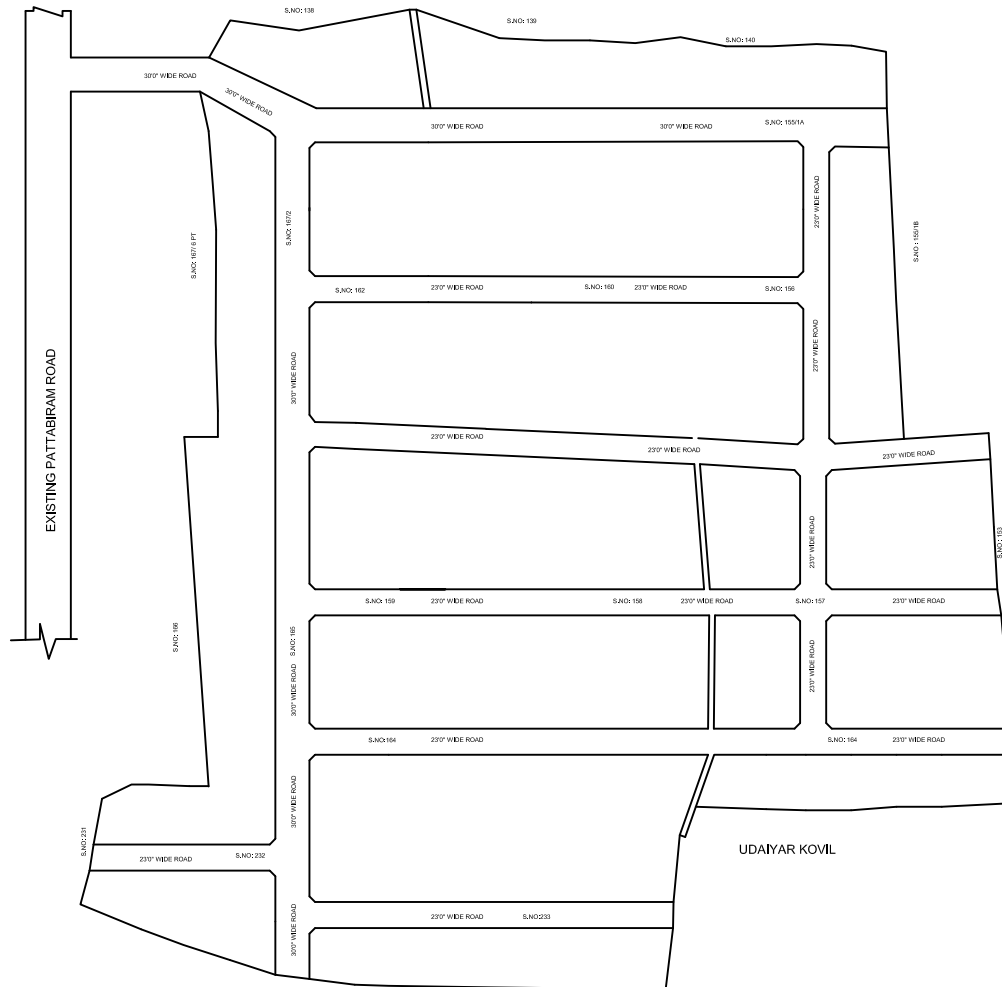 S.NO: 138
S.NO: 139
S.NO: 140
30'0" WIDE ROAD
30'0" WIDE ROAD
30'0" WIDE ROAD
30'0" WIDE ROAD
S.NO: 155/1A
23'0" WIDE ROAD
S.NO: 167/2
S.NO: 167/ 6 PT
S.NO : 155/1B
S.NO: 162
23'0" WIDE ROAD
S.NO: 160
23'0" WIDE ROAD
S.NO: 156
23'0" WIDE ROAD
30'0" WIDE ROAD
EXISTING PATTABIRAM ROAD
23'0" WIDE ROAD
23'0" WIDE ROAD
23'0" WIDE ROAD
23'0" WIDE ROAD
S.NO : 153
S.NO: 159
23'0" WIDE ROAD
S.NO: 158
23'0" WIDE ROAD
S.NO: 157
23'0" WIDE ROAD
S.NO: 166
S.NO: 165
30'0" WIDE ROAD
23'0" WIDE ROAD
S.NO:164
23'0" WIDE ROAD
S.NO: 164
23'0" WIDE ROAD
30'0" WIDE ROAD
S.NO: 231
23'0" WIDE ROAD
S.NO: 232
UDAIYAR KOVIL
30'0" WIDE ROAD
23'0" WIDE ROAD
S.NO:233